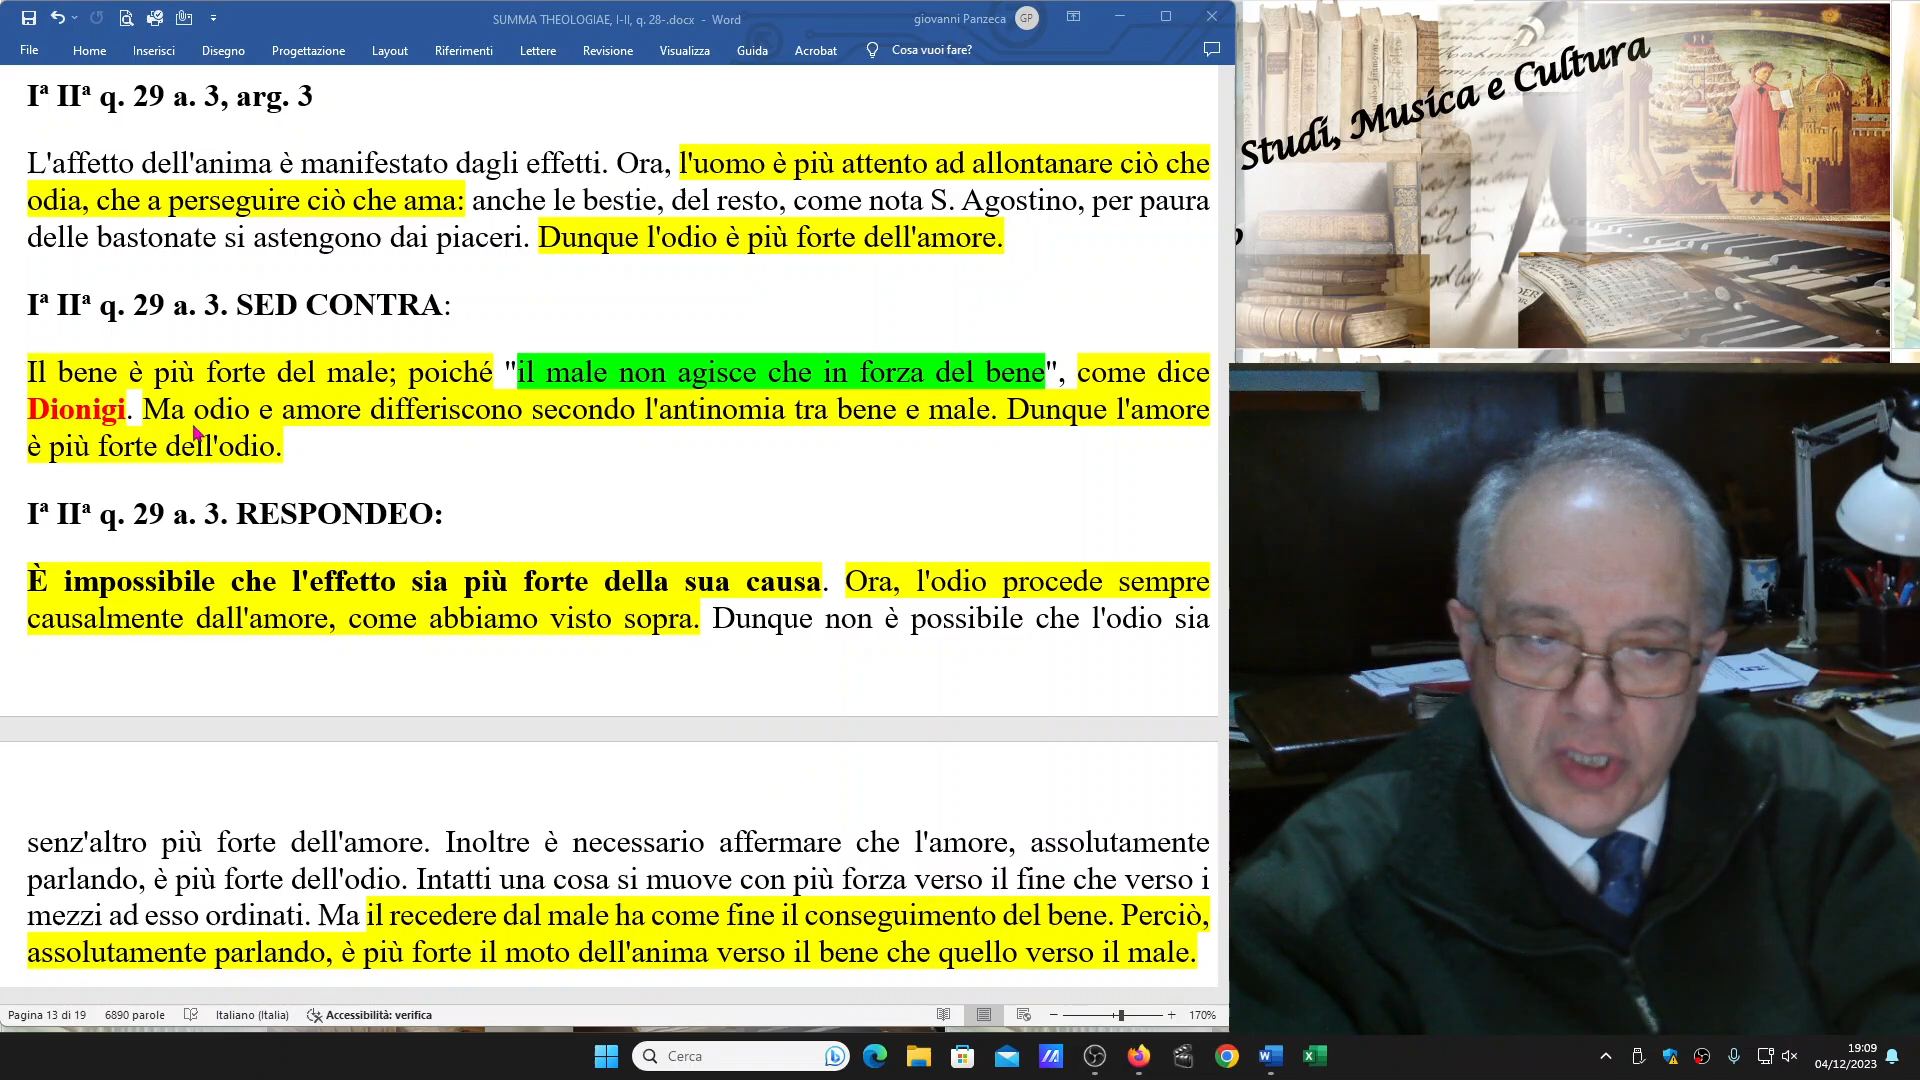 SUMMA THEOLOGIAE, I-II, q. 28-.docx - Word
giovanni Panzeca GP
File Home Inserisci Disegno Progettazione Layout Riferimenti Lettere Revisione Visualizza Guida Acrobat Cosa vuoi fare?
Iª IIª q. 29 a. 3, arg. 3
L'affetto dell'anima è manifestato dagli effetti. Ora, l'uomo è più attento ad allontanare ciò che
odia, che a perseguire ciò che ama: anche le bestie, del resto, come nota S. Agostino, per paura
delle bastonate si astengono dai piaceri. Dunque l'odio è più forte dell'amore.
Iª IIª q. 29 a. 3. SED CONTRA:
Il bene è più forte del male; poiché "il male non agisce che in forza del bene", come dice
Dionigi. Ma odio e amore differiscono secondo l'antinomia tra bene e male. Dunque l'amore
è più forte dell'odio.
Iª IIª q. 29 a. 3. RESPONDEO:
È impossibile che l'effetto sia più forte della sua causa. Ora, l'odio procede sempre
causalmente dall'amore, come abbiamo visto sopra. Dunque non è possibile che l'odio sia
senz'altro più forte dell'amore. Inoltre è necessario affermare che l'amore, assolutamente
parlando, è più forte dell'odio. Intatti una cosa si muove con più forza verso il fine che verso i
mezzi ad esso ordinati. Ma il recedere dal male ha come fine il conseguimento del bene. Perciò,
assolutamente parlando, è più forte il moto dell'anima verso il bene che quello verso il male.
Pagina 13 di 19 6890 parole Italiano (Italia) Accessibilità: verifica 170%
Studi, Musica e Cultura
Cerca
19:09
04/12/2023